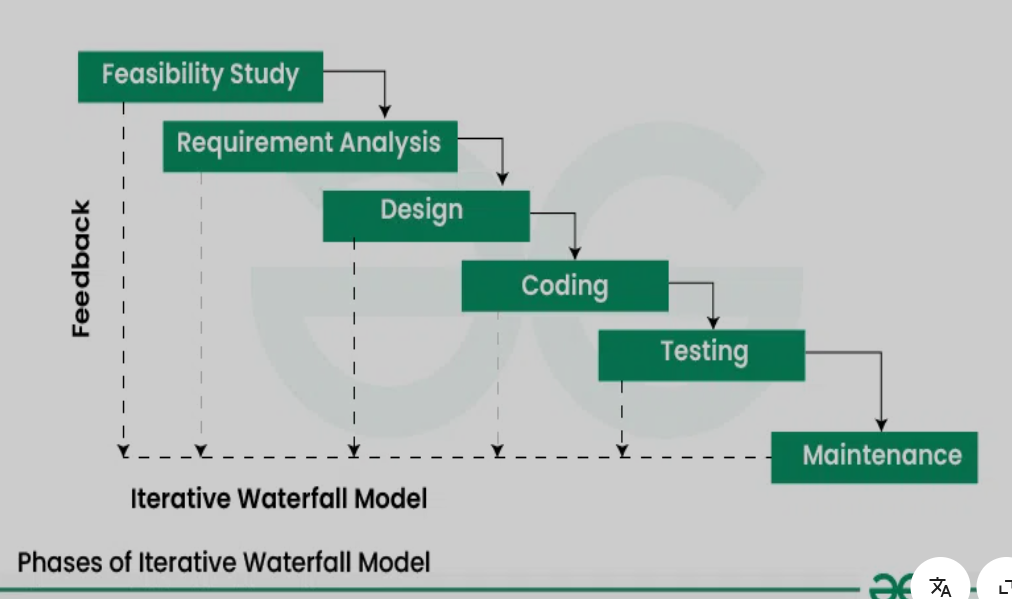 Feasibility Study
Requirement Analysis
Design
Feedback
Coding
Testing
Maintenance
Iterative Waterfall Model
Phases of Iterative Waterfall Model